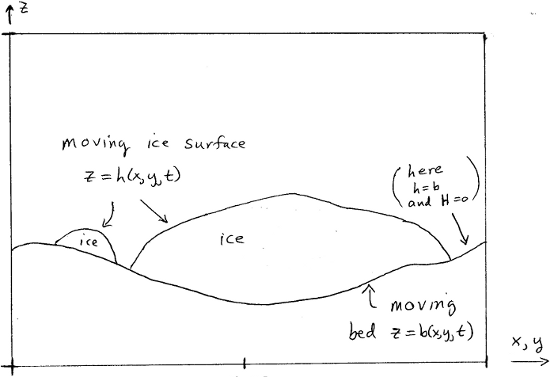 z
moving ice surface
z = h(x,y,t)
(here
h=b
and H=0)
ice
ice
moving
bed z = b(x,y,t)
x, y